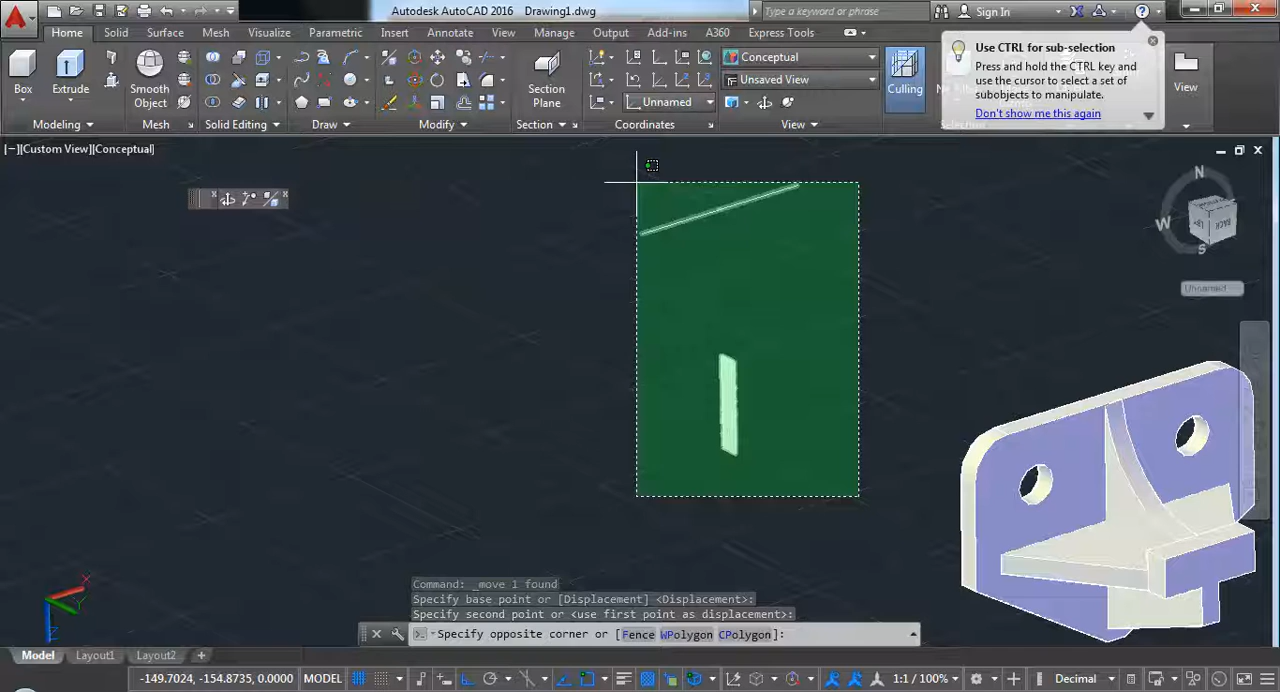 Autodesk AutoCAD 2016 Drawing1.dwg
Type a keyword or phrase
Sign In
Home Solid Surface Mesh Visualize Parametric Insert Annotate View Manage Output Add-ins A360 Express Tools
Box
Extrude
Smooth Object
Section Plane
Conceptual
Unsaved View
Unnamed
Culling
View
Modeling Mesh Solid Editing Draw Modify Section Coordinates View
Use CTRL for sub-selection
Press and hold the CTRL key and
use the cursor to select a set of
subobjects to manipulate.
Don't show me this again
[−][Custom View][Conceptual]
N
W
S
BACK
Unnamed
X
Y
Z
Command: _move 1 found
Specify base point or [Displacement] <Displacement>:
Specify second point or <use first point as displacement>:
Specify opposite corner or [Fence WPolygon CPolygon]:
Model Layout1 Layout2 +
-149.7024, -154.8735, 0.0000 MODEL 1:1 / 100% Decimal